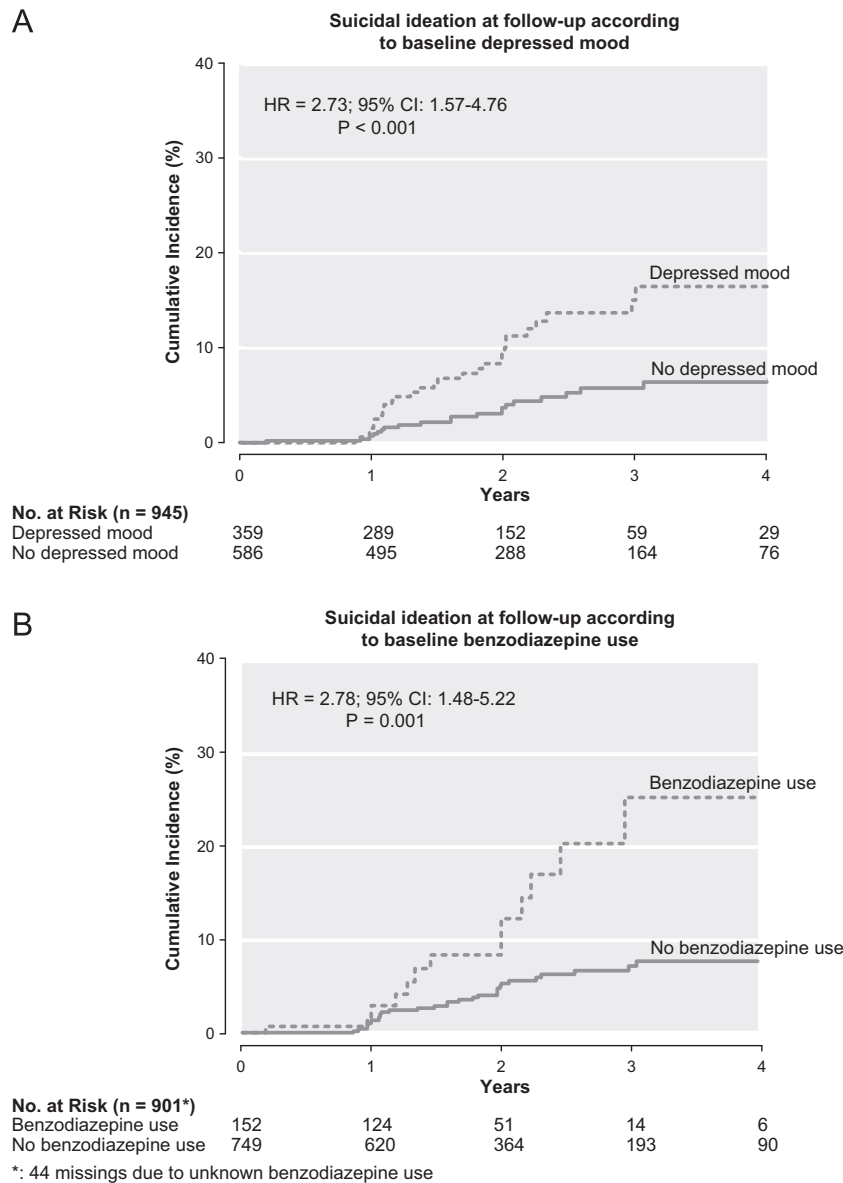 A
Suicidal ideation at follow-up according
to baseline depressed mood
40
30
20
10
0
Cumulative Incidence (%)
HR = 2.73; 95% CI: 1.57-4.76
P < 0.001
Depressed mood
No depressed mood
0 1 2 3 4
Years
No. at Risk (n = 945)
Depressed mood 359 289 152 59 29
No depressed mood 586 495 288 164 76
B
Suicidal ideation at follow-up according
to baseline benzodiazepine use
40
30
20
10
0
Cumulative Incidence (%)
HR = 2.78; 95% CI: 1.48-5.22
P = 0.001
Benzodiazepine use
No benzodiazepine use
0 1 2 3 4
Years
No. at Risk (n = 901*)
Benzodiazepine use 152 124 51 14 6
No benzodiazepine use 749 620 364 193 90
*: 44 missings due to unknown benzodiazepine use